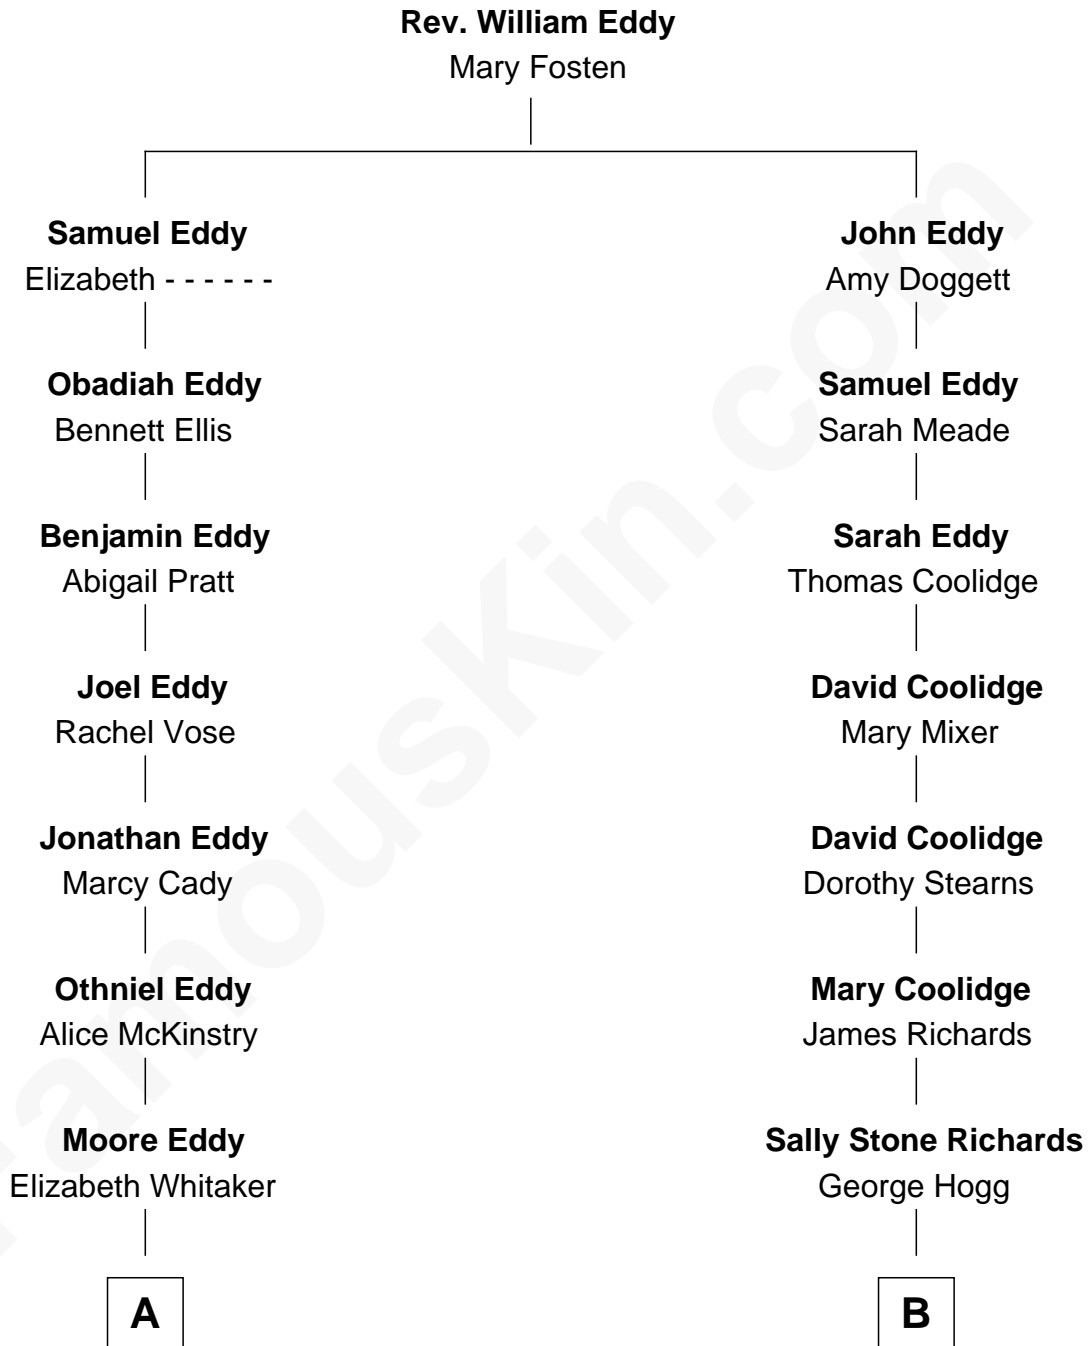 Rev. William Eddy
Mary Fosten
Samuel Eddy
Elizabeth - - - - - -
John Eddy
Amy Doggett
Obadiah Eddy
Bennett Ellis
Samuel Eddy
Sarah Meade
Benjamin Eddy
Abigail Pratt
Sarah Eddy
Thomas Coolidge
Joel Eddy
Rachel Vose
David Coolidge
Mary Mixer
Jonathan Eddy
Marcy Cady
David Coolidge
Dorothy Stearns
Othniel Eddy
Alice McKinstry
Mary Coolidge
James Richards
Moore Eddy
Elizabeth Whitaker
Sally Stone Richards
George Hogg
A
B
FamousKin.com